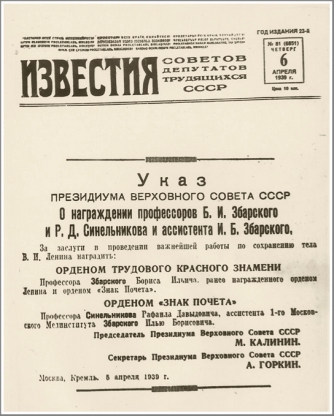 ГОД ИЗДАНИЯ 23-й
№ 81 (6851)
ЧЕТВЕРГ
6
АПРЕЛЯ
1939 г.
Цена 10 коп.
ИЗВЕСТИЯ
СОВЕТОВ
ДЕПУТАТОВ
ТРУДЯЩИХСЯ
СССР
Указ
ПРЕЗИДИУМА ВЕРХОВНОГО СОВЕТА СССР
О награждении профессоров Б. И. Збарского
и Р. Д. Синельникова и ассистента И. Б. Збарского,
За заслуги в проведении важнейшей работы по сохранению тела
В. И. Ленина наградить:
ОРДЕНОМ ТРУДОВОГО КРАСНОГО ЗНАМЕНИ
Профессора Збарского Бориса Ильича, ранее награжденного орденом
Ленина и орденом «Знак Почета».
ОРДЕНОМ «ЗНАК ПОЧЕТА»
Профессора Синельникова Рафаила Давыдовича, ассистента 1-го Москов-
ского Мединститута Збарского Илью Борисовича.
Председатель Президиума Верховного Совета СССР
М. КАЛИНИН.
Секретарь Президиума Верховного Совета СССР
А. ГОРКИН.
Москва, Кремль, 5 апреля 1939 г.